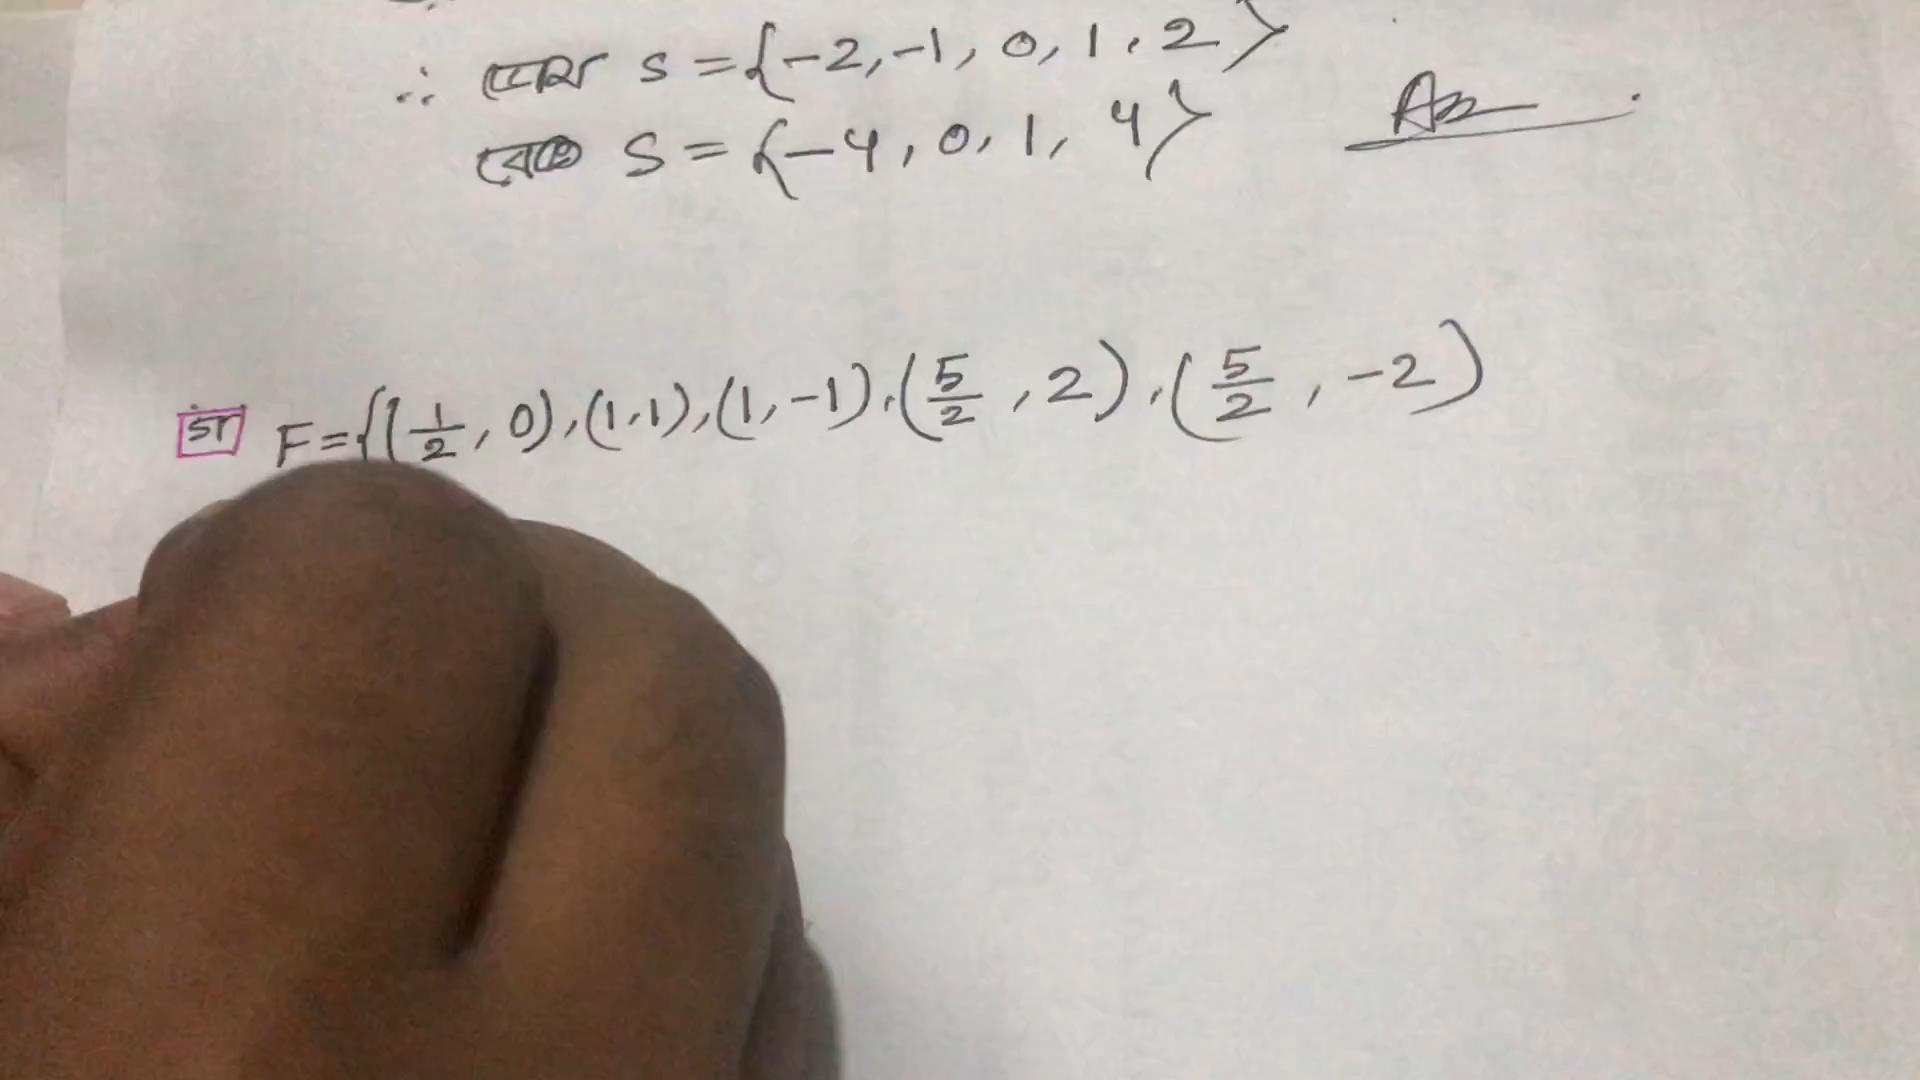 ∴ ডোম S = {-2, -1, 0, 1, 2}
রেঞ্জ S = {-4, 0, 1, 4} Ans
গ F = {(1/2, 0), (1, 1), (1, -1), (5/2, 2), (5/2, -2)